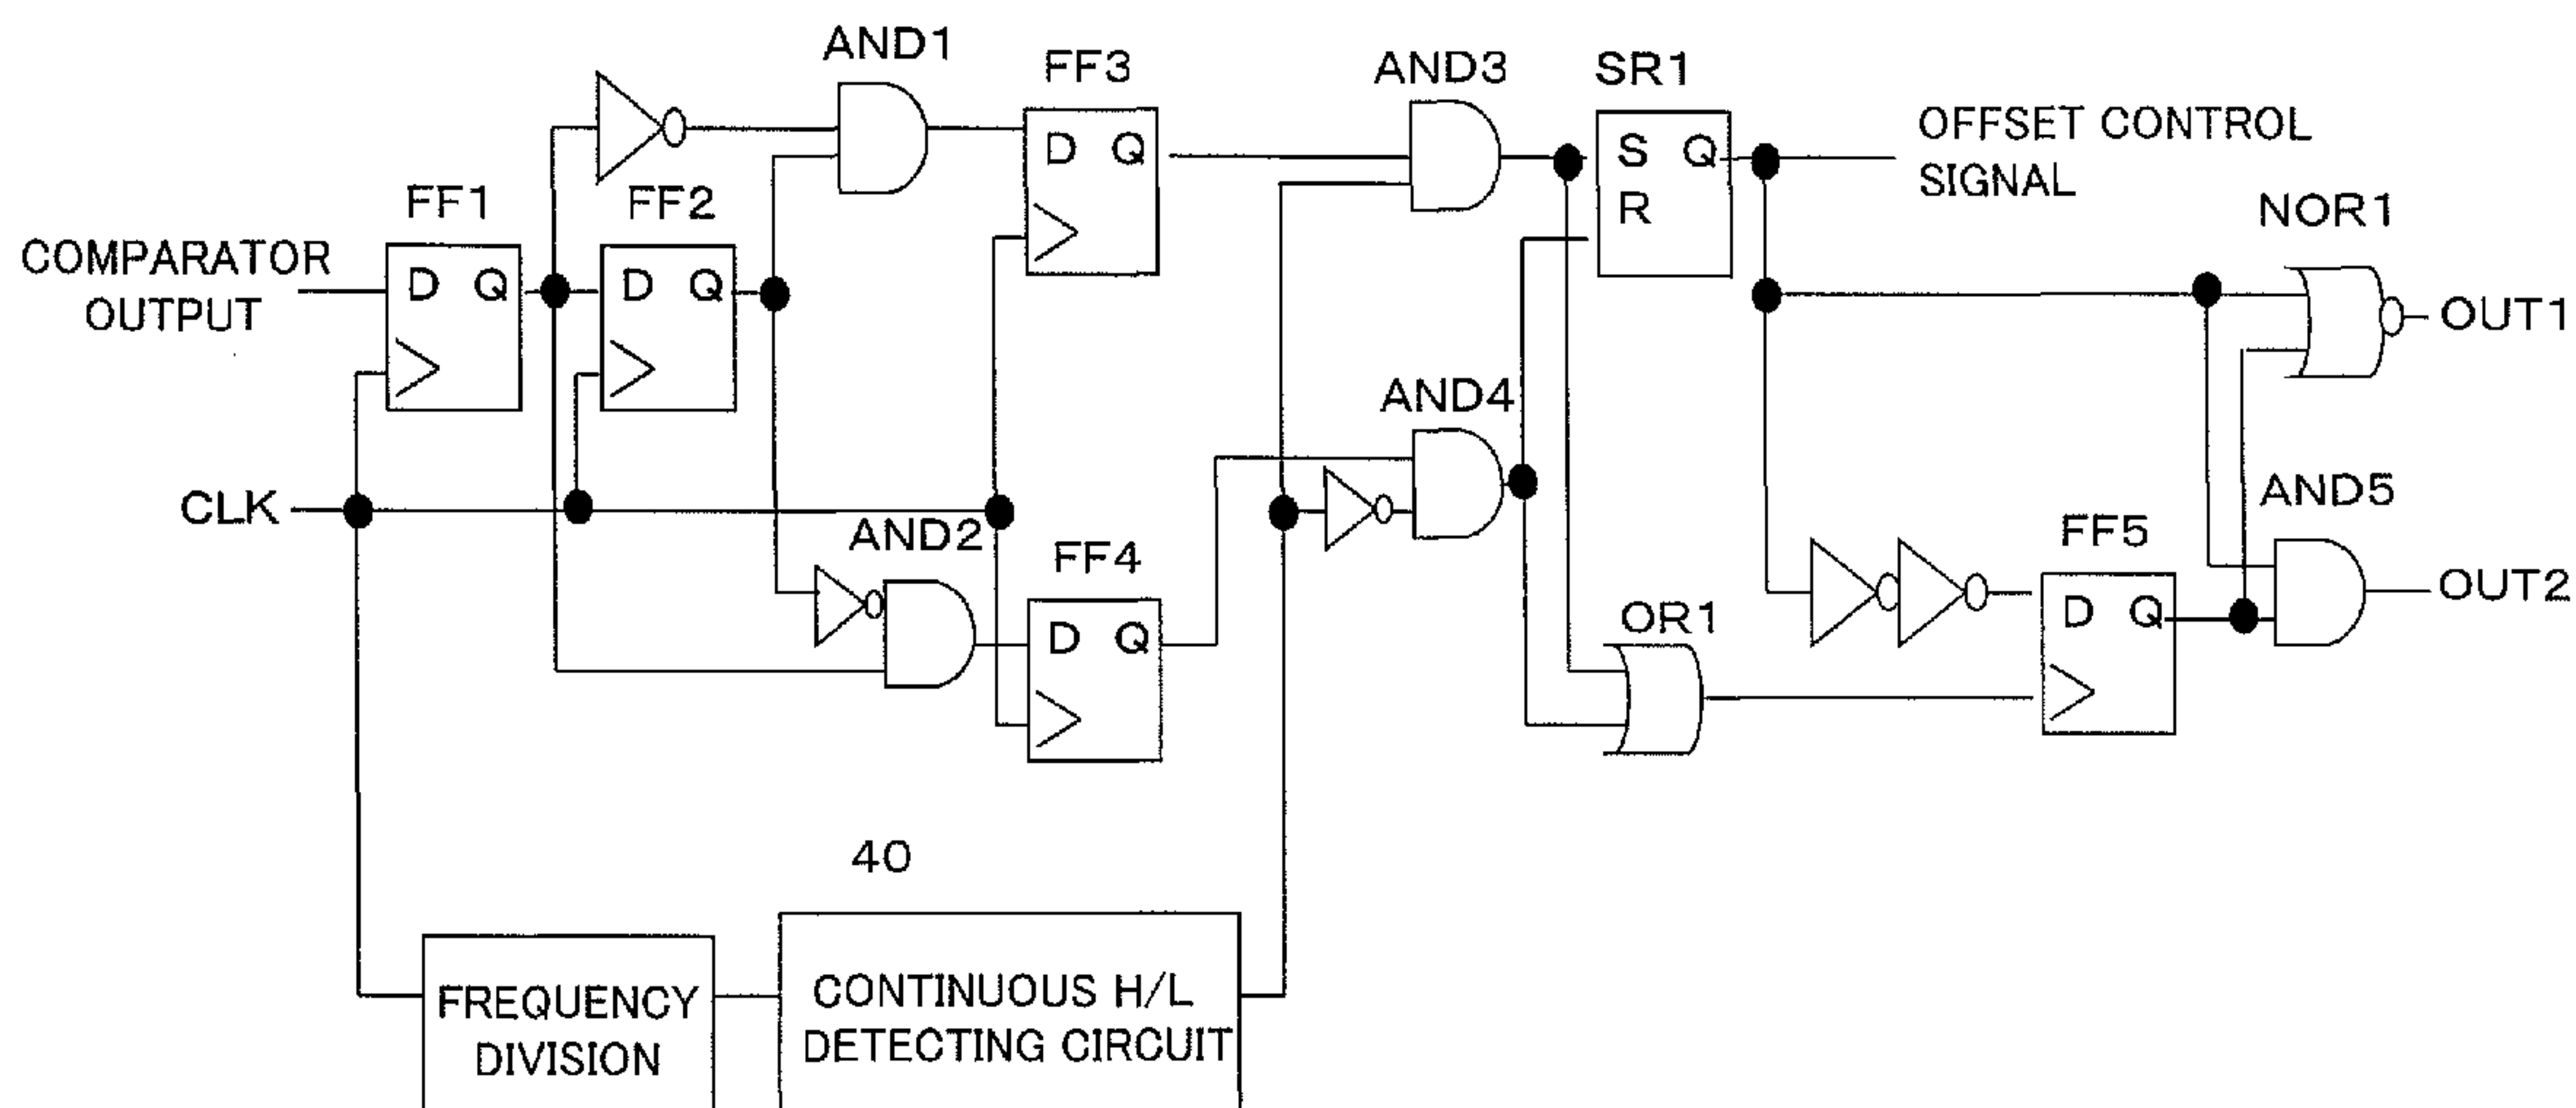 AND1
FF3
AND3
SR1
D Q
D Q
S Q
R
OFFSET CONTROL
SIGNAL
NOR1
FF1
FF2
COMPARATOR
OUTPUT
D Q
D Q
OUT1
AND4
CLK
AND2
FF4
AND5
FF5
OUT2
D Q
OR1
D Q
40
FREQUENCY
DIVISION
CONTINUOUS H/L
DETECTING CIRCUIT